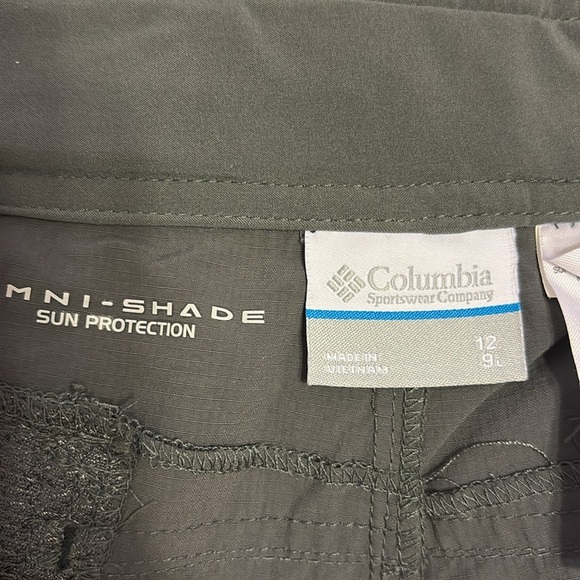 MNI-SHADE
SUN PROTECTION
Columbia
Sportswear Company
12
9L
MADE IN
VIETNAM